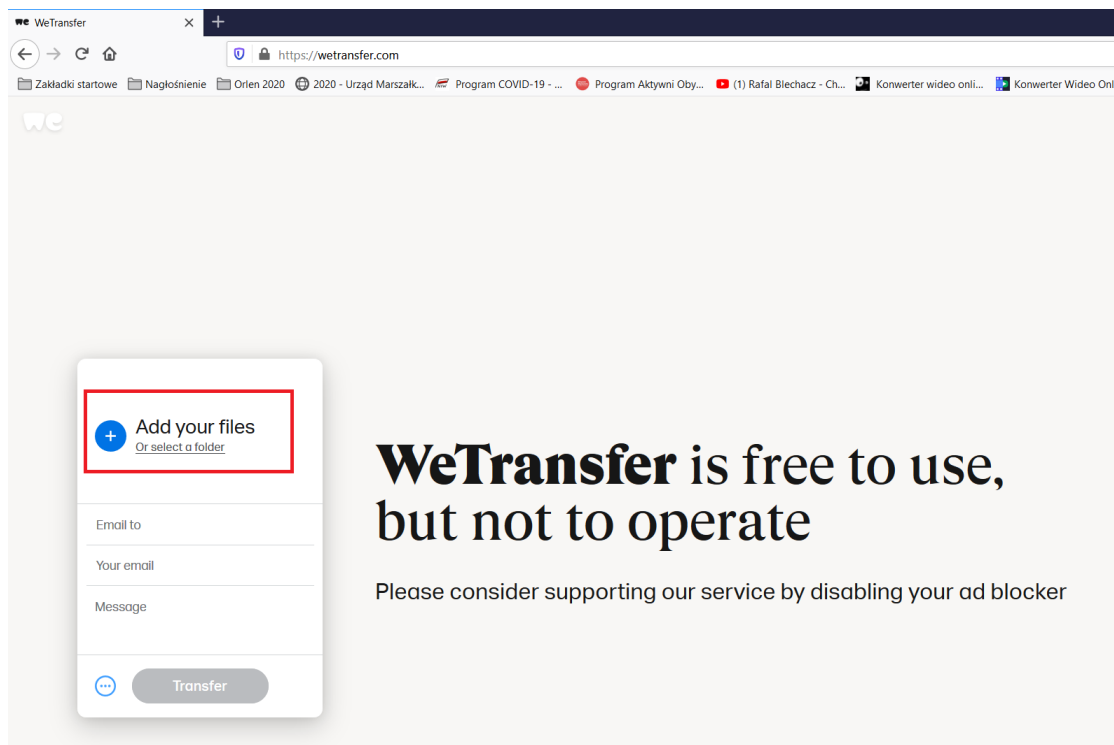 we WeTransfer
https://wetransfer.com
Zakładki startowe Nagłośnienie Orlen 2020 2020 - Urząd Marszałk... Program COVID-19 - ... Program Aktywni Oby... (1) Rafal Blechacz - Ch... Konwerter wideo onli... Konwerter Wideo Onl
we
Add your files
Or select a folder
Email to
Your email
Message
Transfer
WeTransfer is free to use,
but not to operate
Please consider supporting our service by disabling your ad blocker